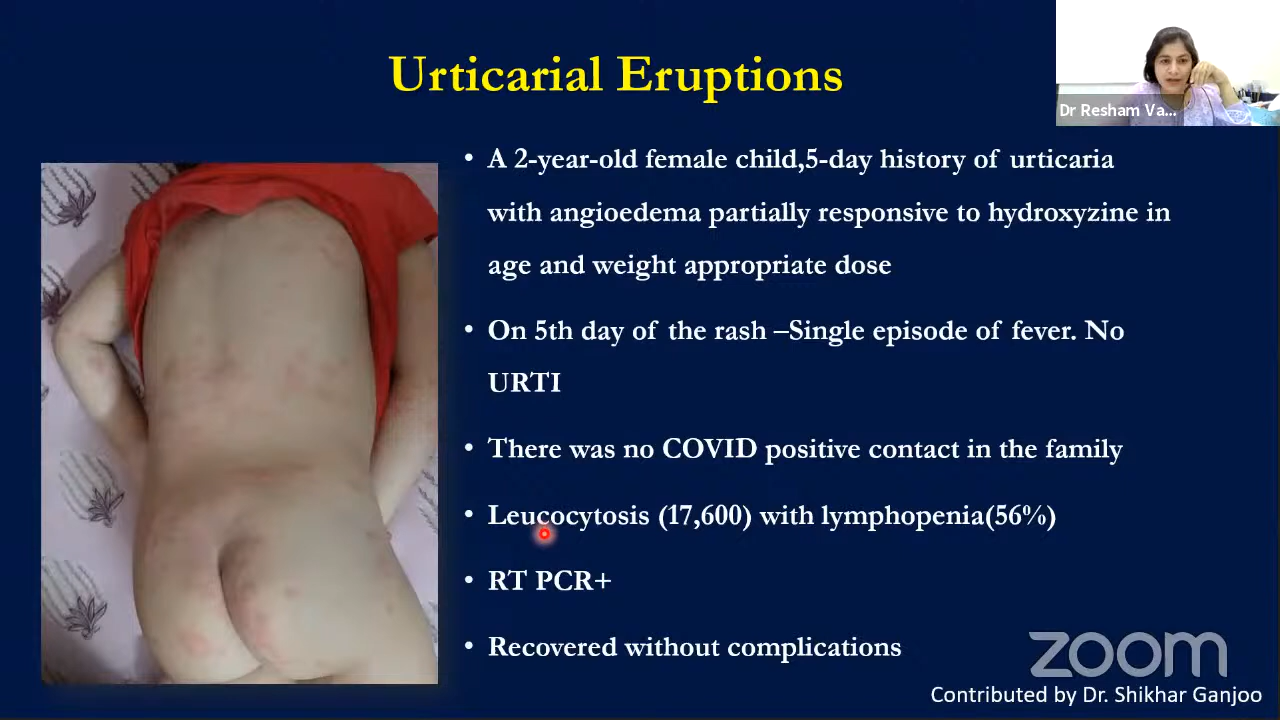 Urticarial Eruptions
Dr Resham Va...
• A 2-year-old female child,5-day history of urticaria
with angioedema partially responsive to hydroxyzine in
age and weight appropriate dose
• On 5th day of the rash –Single episode of fever. No
URTI
• There was no COVID positive contact in the family
• Leucocytosis (17,600) with lymphopenia(56%)
• RT PCR+
• Recovered without complications
zoom
Contributed by Dr. Shikhar Ganjoo